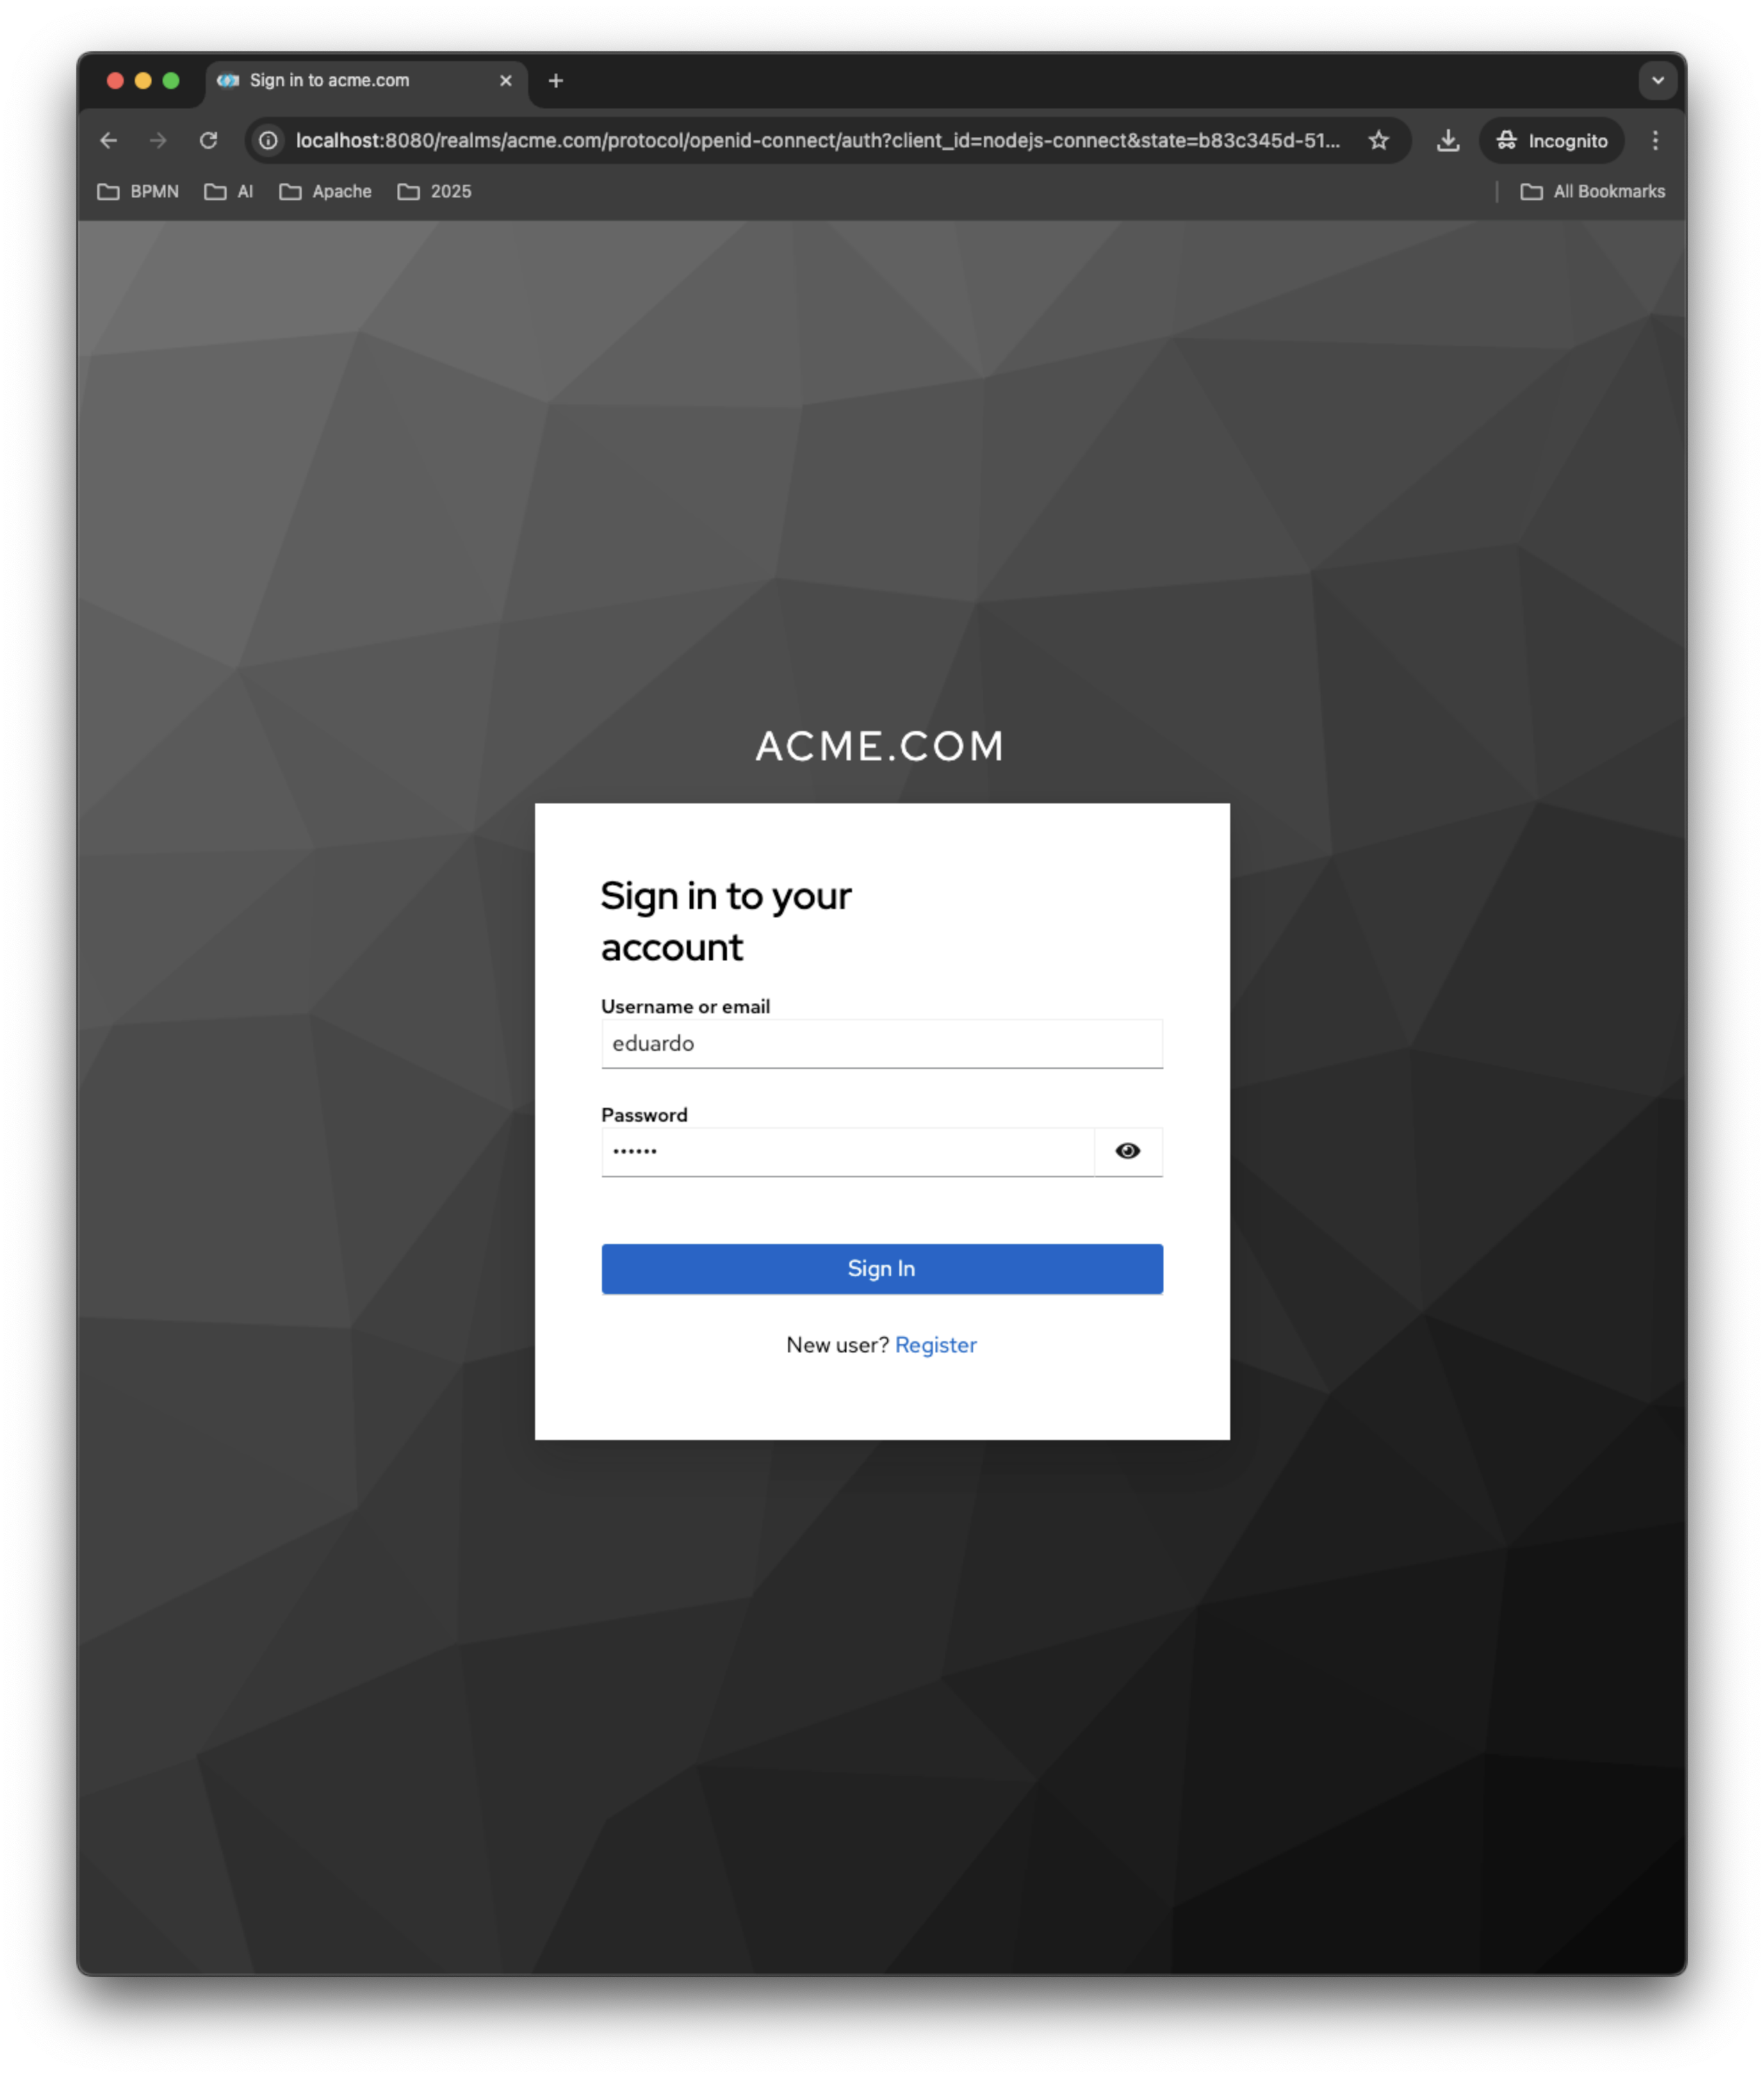 Sign in to acme.com
localhost:8080/realms/acme.com/protocol/openid-connect/auth?client_id=nodejs-connect&state=b83c345d-51...
Incognito
BPMN AI Apache 2025 All Bookmarks
ACME.COM
Sign in to your
account
Username or email
eduardo
Password
••••••
Sign In
New user? Register